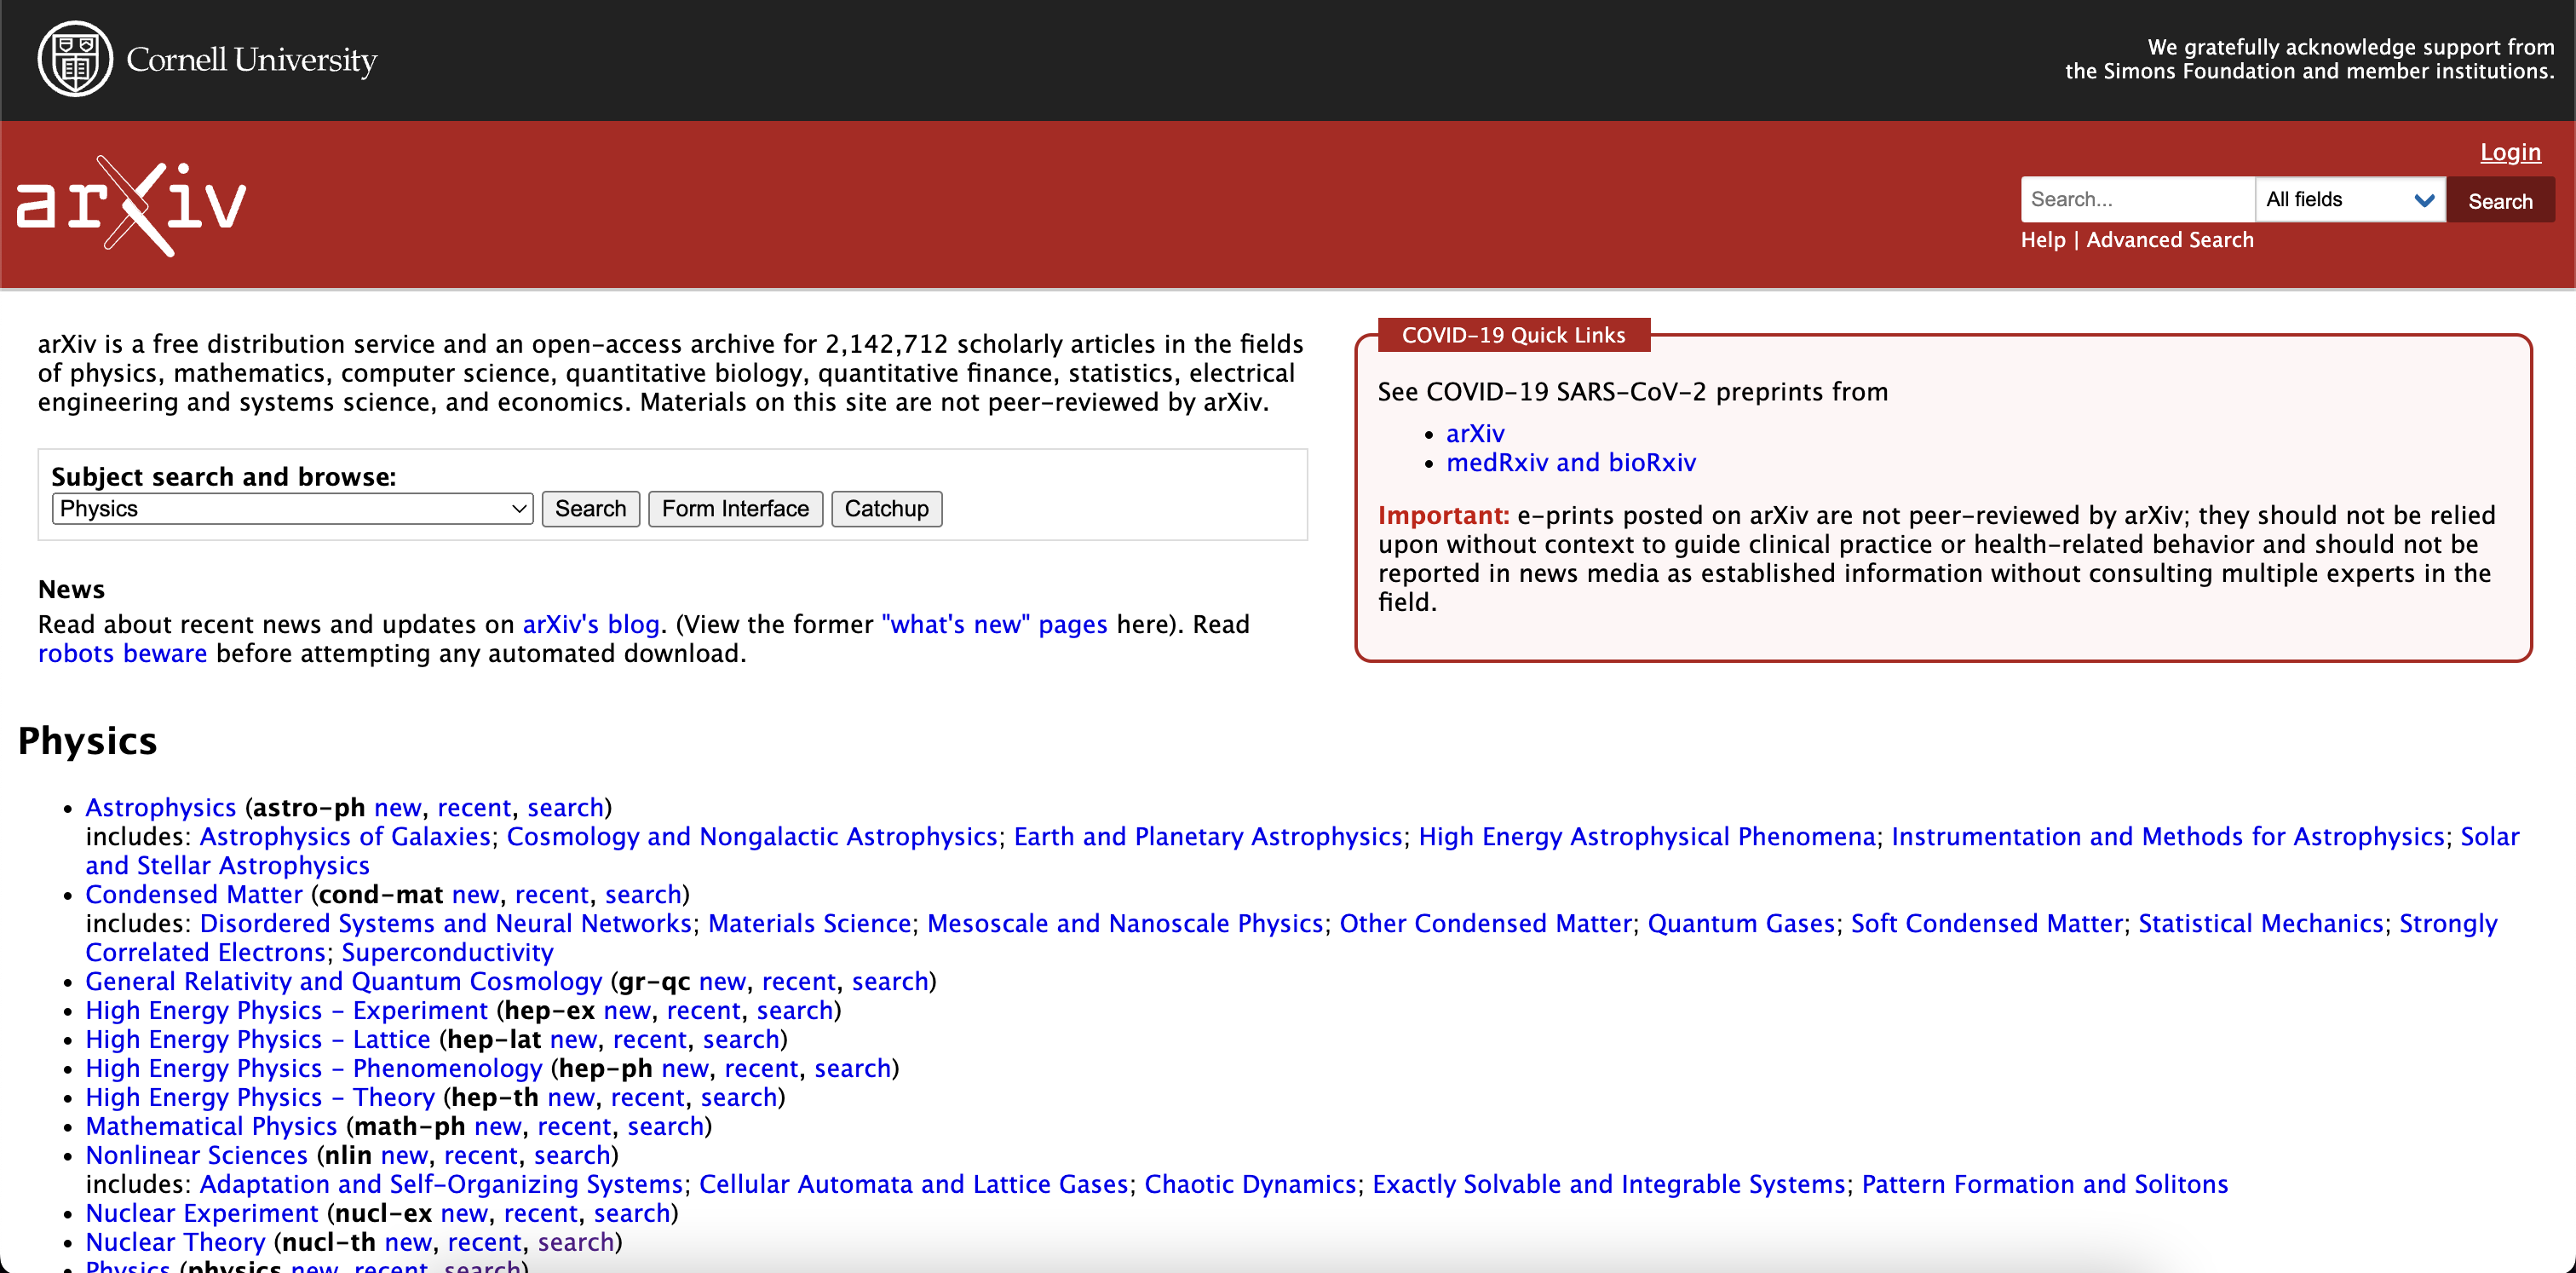 Cornell University
We gratefully acknowledge support from
the Simons Foundation and member institutions.
arXiv
Login
Search...
All fields
Search
Help | Advanced Search
arXiv is a free distribution service and an open-access archive for 2,142,712 scholarly articles in the fields
of physics, mathematics, computer science, quantitative biology, quantitative finance, statistics, electrical
engineering and systems science, and economics. Materials on this site are not peer-reviewed by arXiv.
Subject search and browse:
Physics
Search
Form Interface
Catchup
News
Read about recent news and updates on arXiv's blog. (View the former "what's new" pages here). Read
robots beware before attempting any automated download.
COVID-19 Quick Links
See COVID-19 SARS-CoV-2 preprints from
• arXiv
• medRxiv and bioRxiv
Important: e-prints posted on arXiv are not peer-reviewed by arXiv; they should not be relied
upon without context to guide clinical practice or health-related behavior and should not be
reported in news media as established information without consulting multiple experts in the
field.
Physics
• Astrophysics (astro-ph new, recent, search)
includes: Astrophysics of Galaxies; Cosmology and Nongalactic Astrophysics; Earth and Planetary Astrophysics; High Energy Astrophysical Phenomena; Instrumentation and Methods for Astrophysics; Solar
and Stellar Astrophysics
• Condensed Matter (cond-mat new, recent, search)
includes: Disordered Systems and Neural Networks; Materials Science; Mesoscale and Nanoscale Physics; Other Condensed Matter; Quantum Gases; Soft Condensed Matter; Statistical Mechanics; Strongly
Correlated Electrons; Superconductivity
• General Relativity and Quantum Cosmology (gr-qc new, recent, search)
• High Energy Physics - Experiment (hep-ex new, recent, search)
• High Energy Physics - Lattice (hep-lat new, recent, search)
• High Energy Physics - Phenomenology (hep-ph new, recent, search)
• High Energy Physics - Theory (hep-th new, recent, search)
• Mathematical Physics (math-ph new, recent, search)
• Nonlinear Sciences (nlin new, recent, search)
includes: Adaptation and Self-Organizing Systems; Cellular Automata and Lattice Gases; Chaotic Dynamics; Exactly Solvable and Integrable Systems; Pattern Formation and Solitons
• Nuclear Experiment (nucl-ex new, recent, search)
• Nuclear Theory (nucl-th new, recent, search)
• Physics (physics new, recent, search)